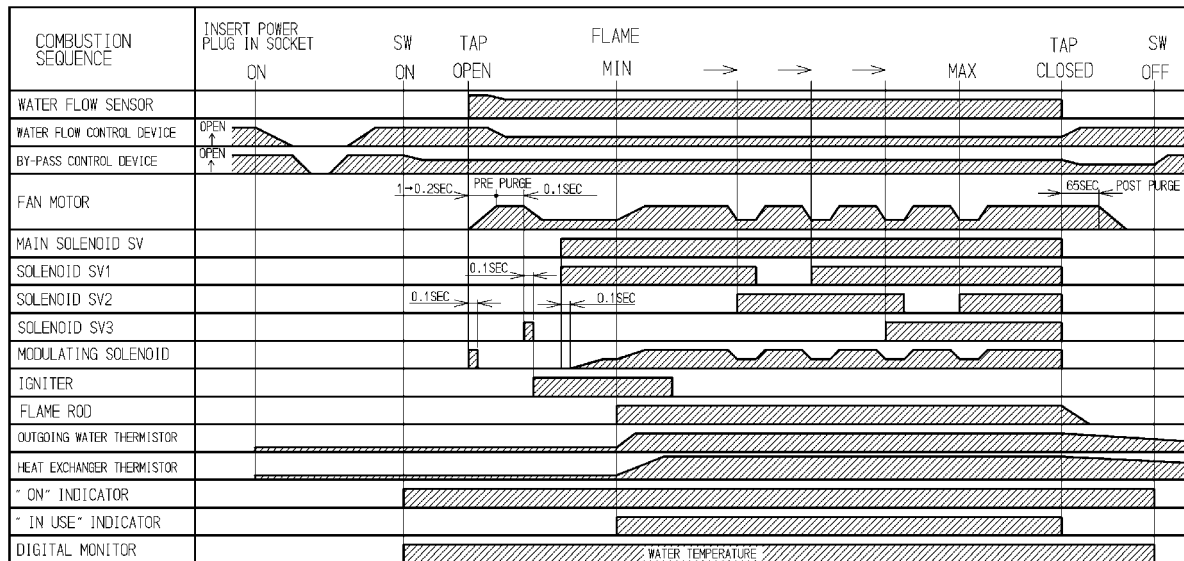 COMBUSTION
SEQUENCE
INSERT POWER
PLUG IN SOCKET
ON
SW
ON
TAP
OPEN
FLAME
MIN
MAX
TAP
CLOSED
SW
OFF
WATER FLOW SENSOR
WATER FLOW CONTROL DEVICE
OPEN
BY-PASS CONTROL DEVICE
OPEN
FAN MOTOR
1→0.2SEC
PRE PURGE
0.1SEC
65SEC
POST PURGE
MAIN SOLENOID SV
SOLENOID SV1
0.1SEC
SOLENOID SV2
0.1SEC
0.1SEC
SOLENOID SV3
MODULATING SOLENOID
IGNITER
FLAME ROD
OUTGOING WATER THERMISTOR
HEAT EXCHANGER THERMISTOR
" ON" INDICATOR
" IN USE" INDICATOR
DIGITAL MONITOR
WATER TEMPERATURE